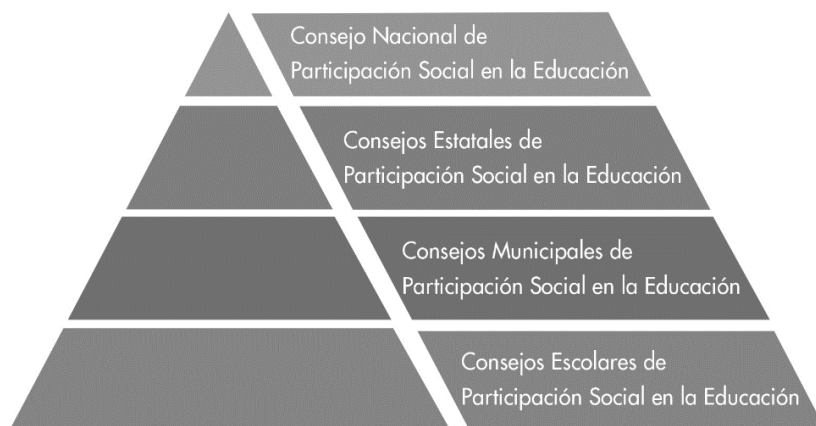 Consejo Nacional de
Participación Social en la Educación
Consejos Estatales de
Participación Social en la Educación
Consejos Municipales de
Participación Social en la Educación
Consejos Escolares de
Participación Social en la Educación